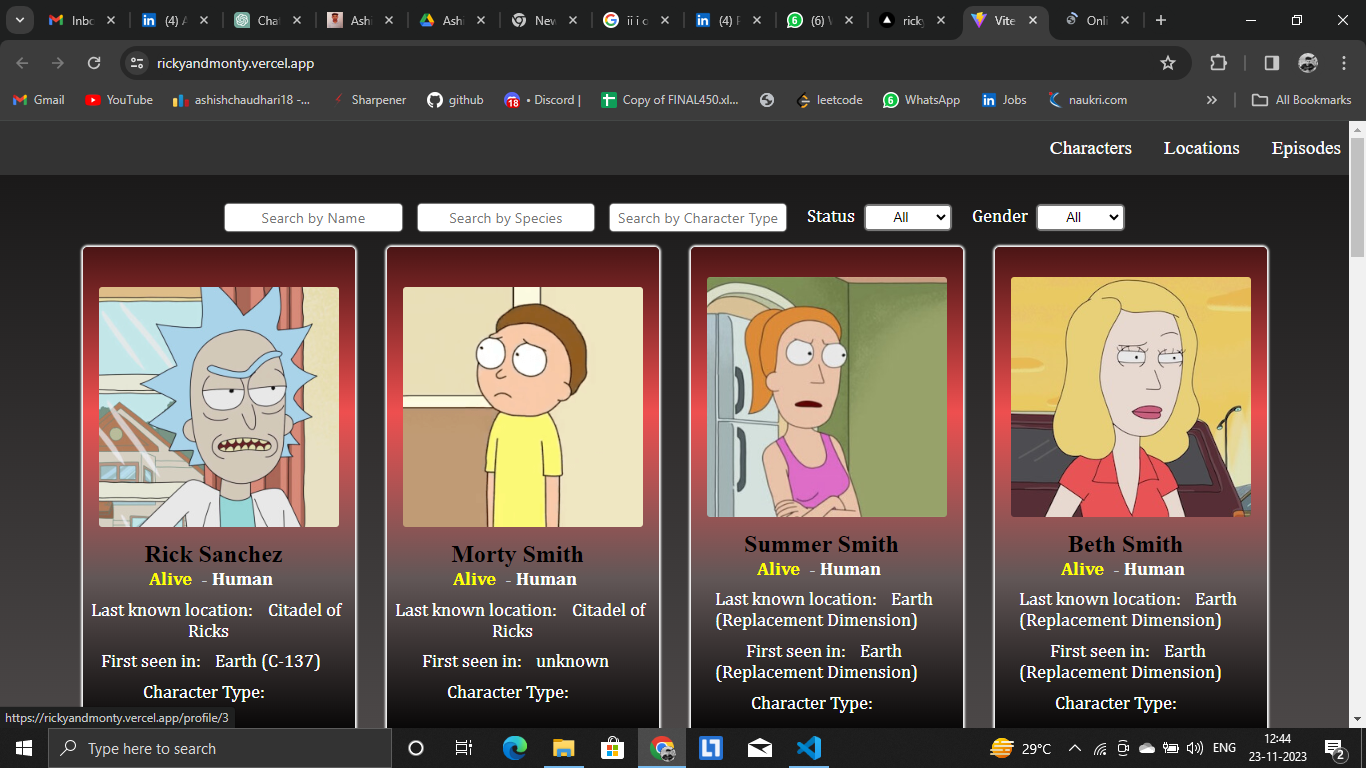 Inbc
(4) A
Chat
Ashi
Ashi
New
ii i c
(4) F
(6) V
ricky
Vite
Onli
rickyandmonty.vercel.app
Gmail
YouTube
ashishchaudhari18 -...
Sharpener
github
• Discord |
Copy of FINAL450.xl...
leetcode
WhatsApp
Jobs
naukri.com
»
All Bookmarks
Characters
Locations
Episodes
Search by Name
Search by Species
Search by Character Type
Status
All
Gender
All
Rick Sanchez
Alive - Human
Last known location: Citadel of
Ricks
First seen in: Earth (C-137)
Character Type:
Morty Smith
Alive - Human
Last known location: Citadel of
Ricks
First seen in: unknown
Character Type:
Summer Smith
Alive - Human
Last known location: Earth
(Replacement Dimension)
First seen in: Earth
(Replacement Dimension)
Character Type:
Beth Smith
Alive - Human
Last known location: Earth
(Replacement Dimension)
First seen in: Earth
(Replacement Dimension)
Character Type:
https://rickyandmonty.vercel.app/profile/3
Type here to search
29°C
ENG
12:44
23-11-2023
2